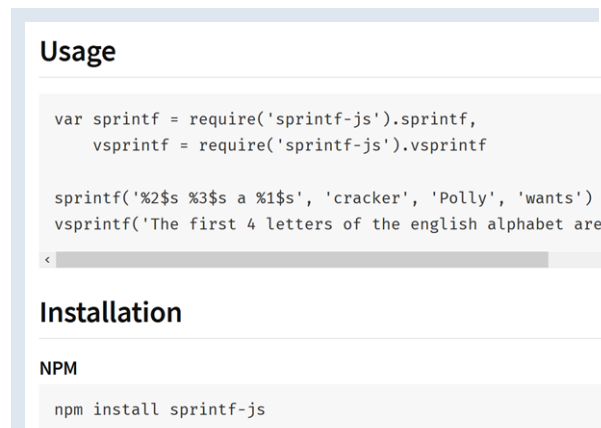 Usage
var sprintf = require('sprintf-js').sprintf,
    vsprintf = require('sprintf-js').vsprintf
sprintf('%2$s %3$s a %1$s', 'cracker', 'Polly', 'wants')
vsprintf('The first 4 letters of the english alphabet are
Installation
NPM
npm install sprintf-js